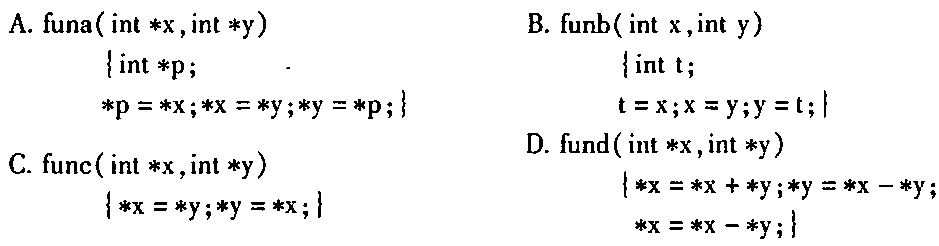 A. funa( int *x,int *y)
{int *p;
*p = *x;*x = *y;*y = *p;}
B. funb( int x,int y)
{int t;
t = x;x = y;y = t;}
C. func( int *x,int *y)
{*x = *y;*y = *x;}
D. fund( int *x,int *y)
{*x = *x + *y;*y = *x - *y;
*x = *x - *y;}